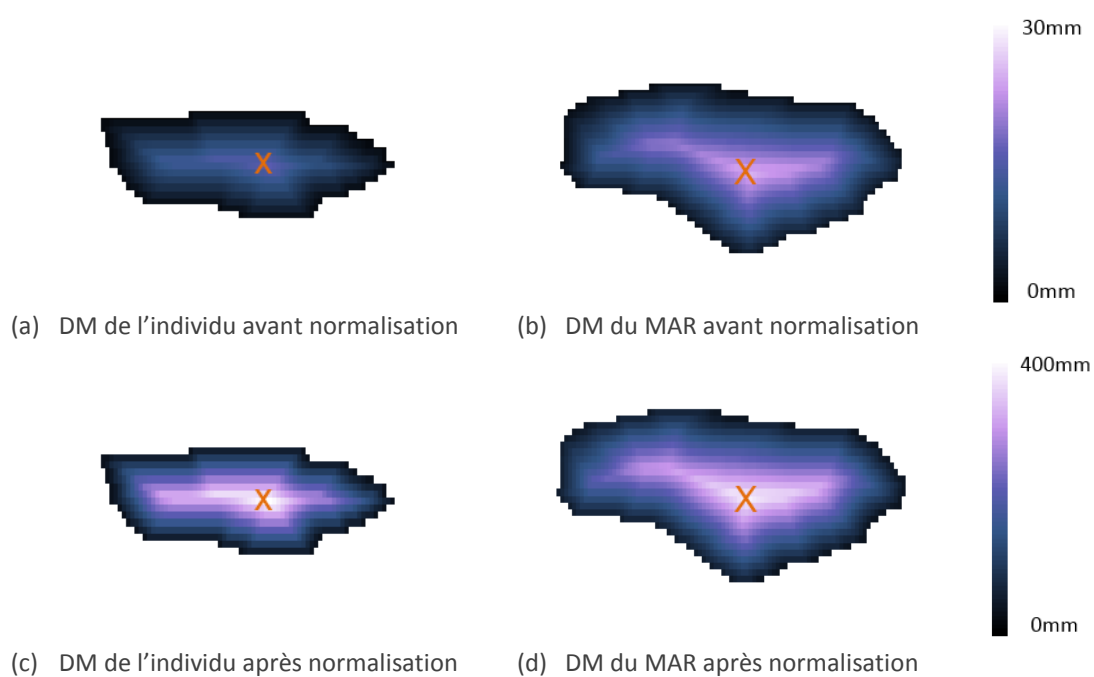 30mm
X
X
0mm
(a) DM de l’individu avant normalisation
(b) DM du MAR avant normalisation
400mm
X
X
0mm
(c) DM de l’individu après normalisation
(d) DM du MAR après normalisation